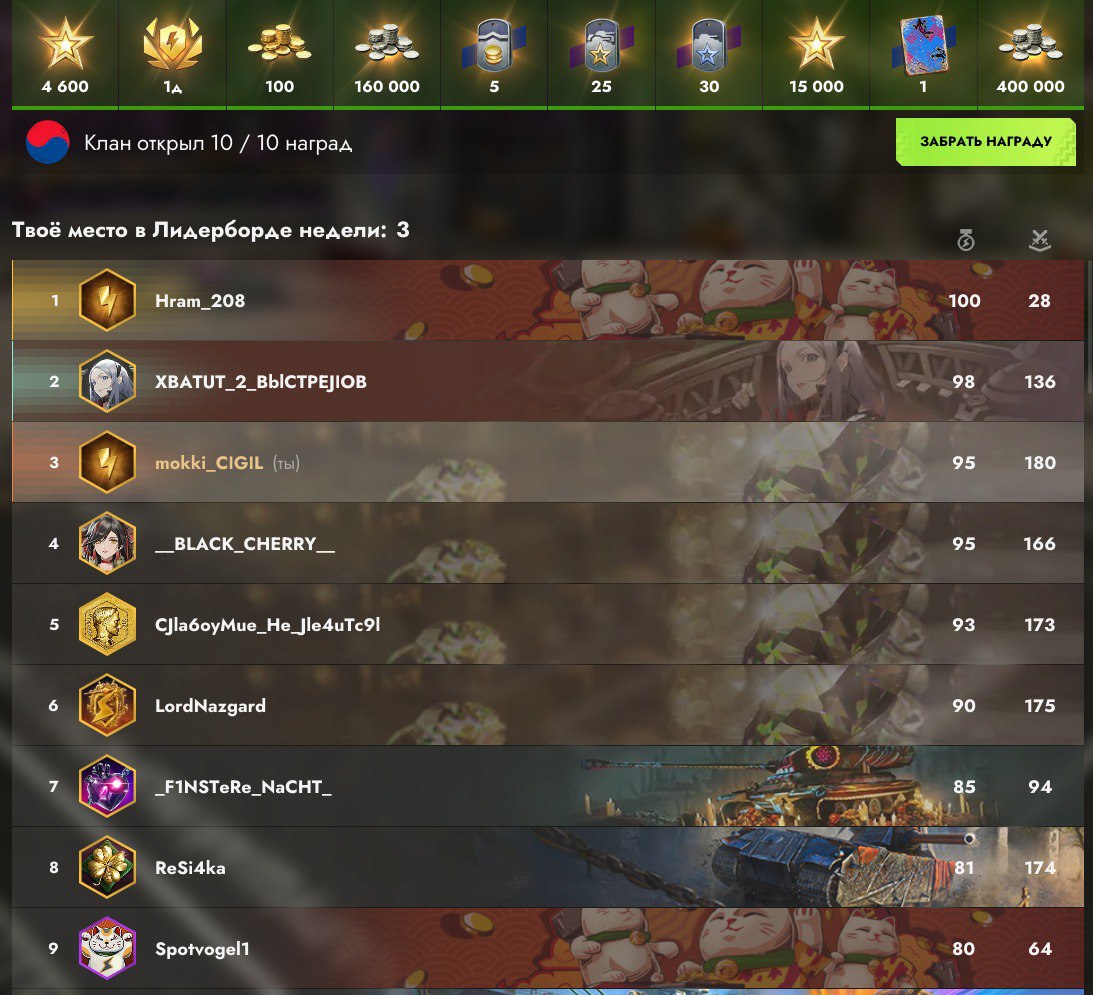 4 600 1д 100 160 000 5 25 30 15 000 1 400 000
Клан открыл 10 / 10 наград
ЗАБРАТЬ НАГРАДУ
Твоё место в Лидерборде недели: 3
1 Hram_208 100 28
2 XBATUT_2_BblCTPEJIOB 98 136
3 mokki_CIGIL (ты) 95 180
4 __BLACK_CHERRY__ 95 166
5 CJla6oyMue_He_Jle4uTc9l 93 173
6 LordNazgard 90 175
7 _F1NSTeRe_NaCHT_ 85 94
8 ReSi4ka 81 174
9 Spotvogel1 80 64